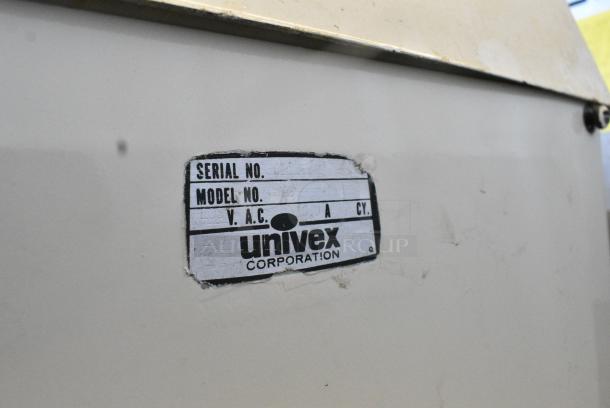 SERIAL NO.
MODEL NO.
V. A.C. A CY.
univex
CORPORATION